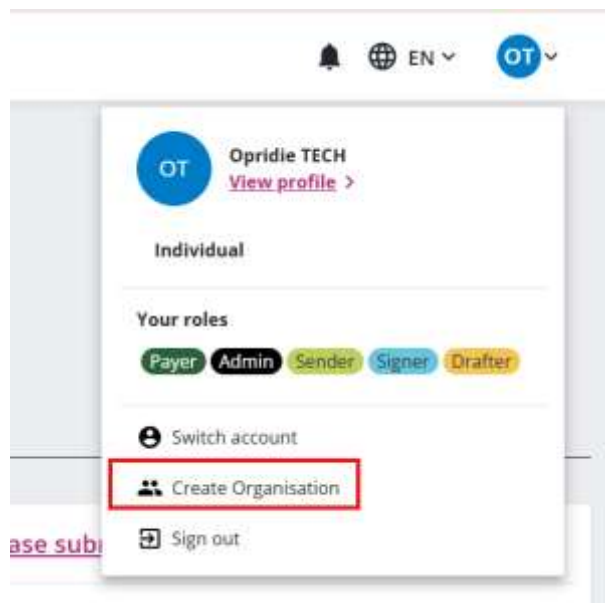 EN
OT
OT
Opridie TECH
View profile >
Individual
Your roles
Payer Admin Sender Signer Drafter
Switch account
Create Organisation
ase subm
Sign out